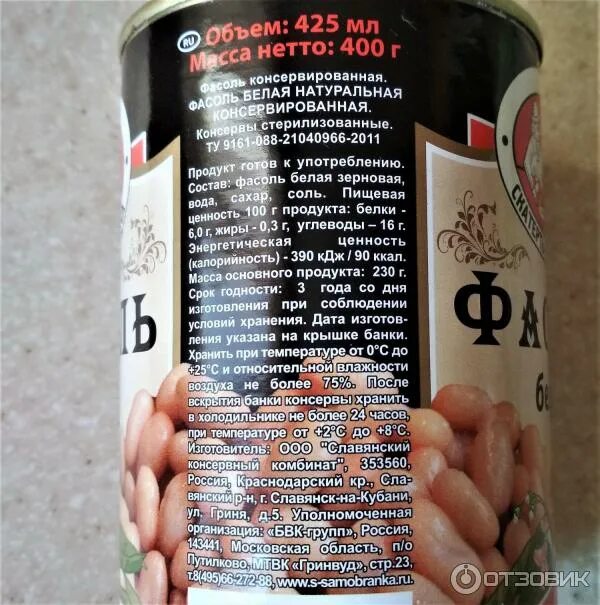 RU Объем: 425 мл
Масса нетто: 400 г
Фасоль консервированная.
ФАСОЛЬ БЕЛАЯ НАТУРАЛЬНАЯ
КОНСЕРВИРОВАННАЯ.
Консервы стерилизованные.
ТУ 9161-088-21040966-2011
Продукт готов к употреблению.
Состав: фасоль белая зерновая,
вода, сахар, соль. Пищевая
ценность 100 г продукта: белки -
6,0 г, жиры - 0,3 г, углеводы – 16 г.
Энергетическая ценность
(калорийность) - 390 кДж / 90 ккал.
Масса основного продукта: 230 г.
Срок годности: 3 года со дня
изготовления при соблюдении
условий хранения. Дата изготов-
ления указана на крышке банки.
Хранить при температуре от 0°С до
+25°С и относительной влажности
воздуха не более 75%. После
вскрытия банки консервы хранить
в холодильнике не более 24 часов,
при температуре от +2°С до +8°С.
Изготовитель: ООО "Славянский
консервный комбинат", 353560,
Россия, Краснодарский кр., Сла-
вянский р-н, г. Славянск-на-Кубани,
ул. Гриня, д.5. Уполномоченная
организация: «БВК-групп», Россия,
143441, Московская область, п/о
Путилково, МТВК «Гринвуд», стр.23,
т.8(495)66-272-88, www.s-samobranka.ru
ЛЬ
СКАТЕР
ФАС
бе
ОТЗОВИК